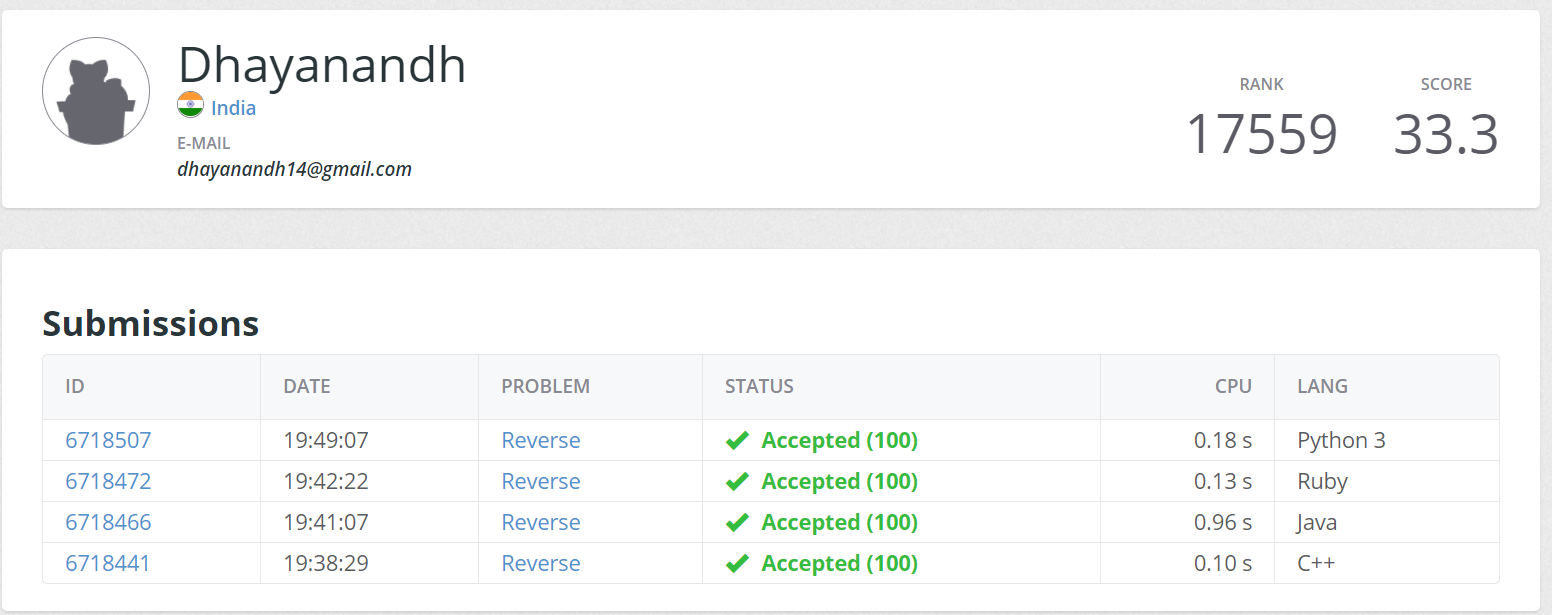 Dhayanandh
India
E-MAIL
dhayanandh14@gmail.com
RANK
17559
SCORE
33.3
Submissions
ID DATE PROBLEM STATUS CPU LANG
6718507 19:49:07 Reverse Accepted (100) 0.18 s Python 3
6718472 19:42:22 Reverse Accepted (100) 0.13 s Ruby
6718466 19:41:07 Reverse Accepted (100) 0.96 s Java
6718441 19:38:29 Reverse Accepted (100) 0.10 s C++